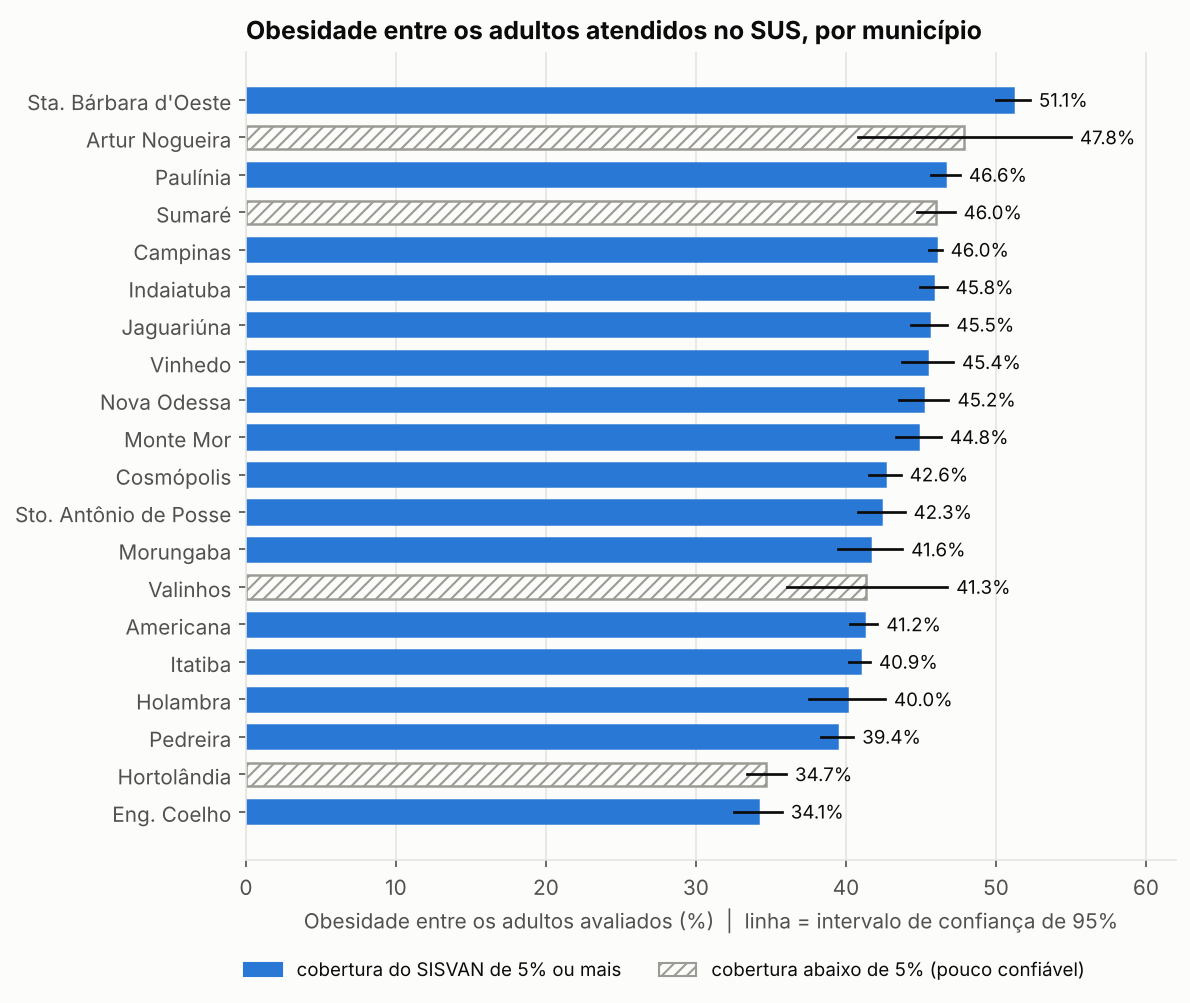 Obesidade entre os adultos atendidos no SUS, por município
Sta. Bárbara d'Oeste 51.1%
Artur Nogueira 47.8%
Paulínia 46.6%
Sumaré 46.0%
Campinas 46.0%
Indaiatuba 45.8%
Jaguariúna 45.5%
Vinhedo 45.4%
Nova Odessa 45.2%
Monte Mor 44.8%
Cosmópolis 42.6%
Sto. Antônio de Posse 42.3%
Morungaba 41.6%
Valinhos 41.3%
Americana 41.2%
Itatiba 40.9%
Holambra 40.0%
Pedreira 39.4%
Hortolândia 34.7%
Eng. Coelho 34.1%
0 10 20 30 40 50 60
Obesidade entre os adultos avaliados (%) | linha = intervalo de confiança de 95%
cobertura do SISVAN de 5% ou mais cobertura abaixo de 5% (pouco confiável)